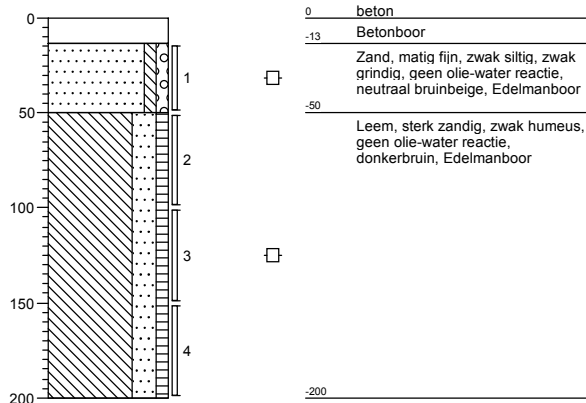 0
50
100
150
200
1
2
3
4
0 beton
-13 Betonboor
Zand, matig fijn, zwak siltig, zwak
grindig, geen olie-water reactie,
neutraal bruinbeige, Edelmanboor
-50
Leem, sterk zandig, zwak humeus,
geen olie-water reactie,
donkerbruin, Edelmanboor
-200